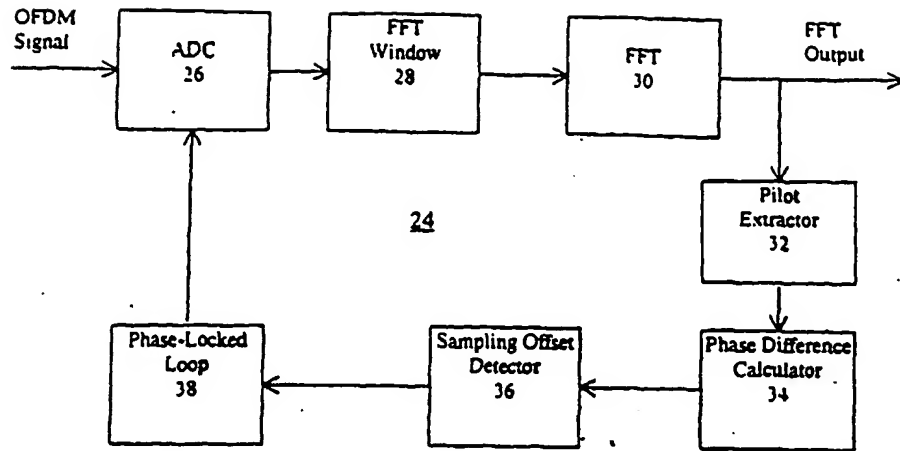 OFDM
Signal
ADC
26
FFT
Window
28
FFT
30
FFT
Output
Pilot
Extractor
32
24
Phase-Locked
Loop
38
Sampling Offset
Detector
36
Phase Difference
Calculator
34